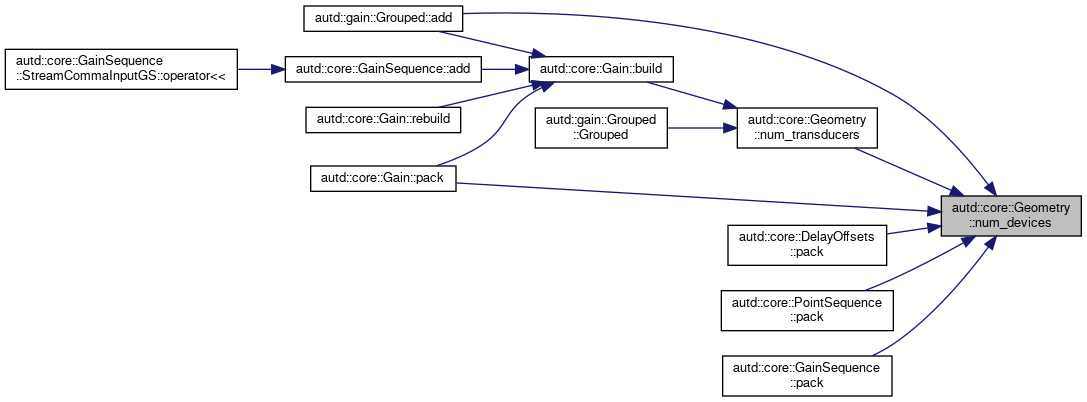 autd::gain::Grouped::add
autd::core::GainSequence
::StreamCommaInputGS::operator<<
autd::core::GainSequence::add
autd::core::Gain::build
autd::core::Gain::rebuild
autd::gain::Grouped
::Grouped
autd::core::Geometry
::num_transducers
autd::core::Gain::pack
autd::core::Geometry
::num_devices
autd::core::DelayOffsets
::pack
autd::core::PointSequence
::pack
autd::core::GainSequence
::pack